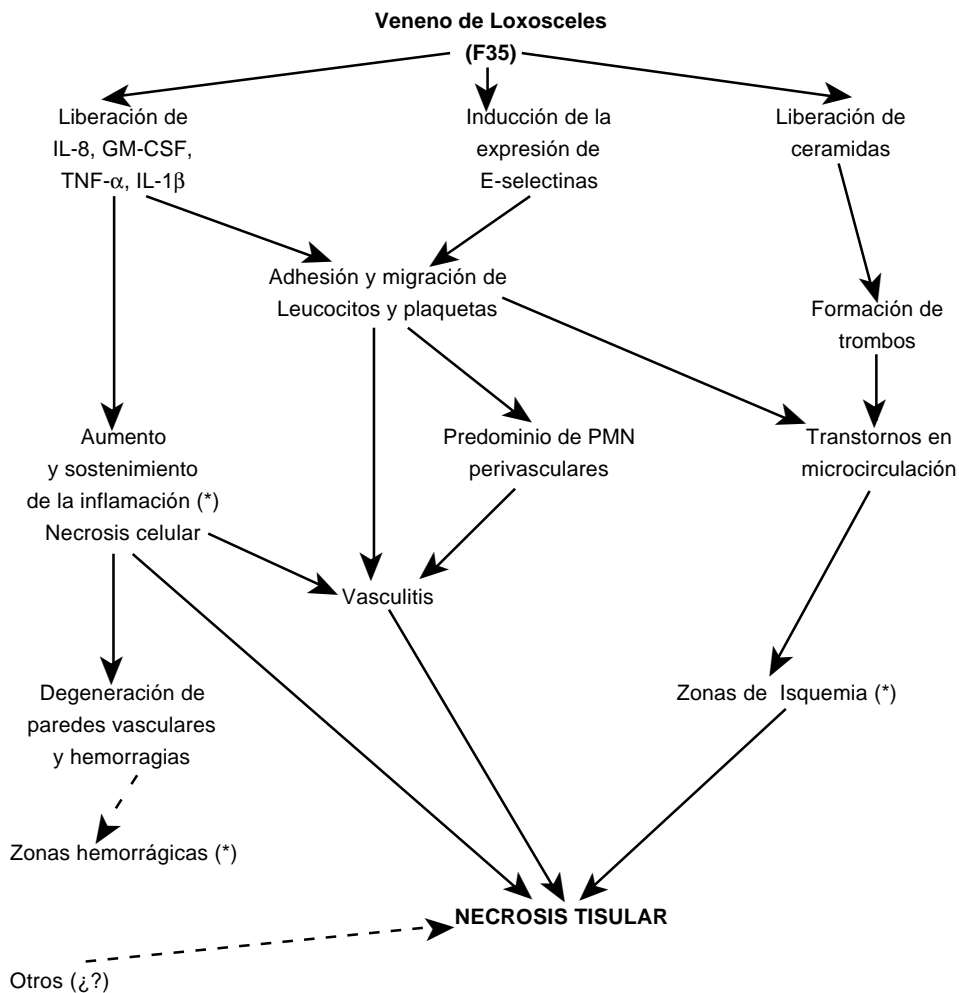 Veneno de Loxosceles
(F35)
Liberación de
IL-8, GM-CSF,
TNF-α, IL-1β
Inducción de la
expresión de
E-selectinas
Liberación de
ceramidas
Adhesión y migración de
Leucocitos y plaquetas
Formación de
trombos
Aumento
y sostenimiento
de la inflamación (*)
Necrosis celular
Predominio de PMN
perivasculares
Transtornos en
microcirculación
Vasculitis
Degeneración de
paredes vasculares
y hemorragias
Zonas de Isquemia (*)
Zonas hemorrágicas (*)
NECROSIS TISULAR
Otros (¿?)